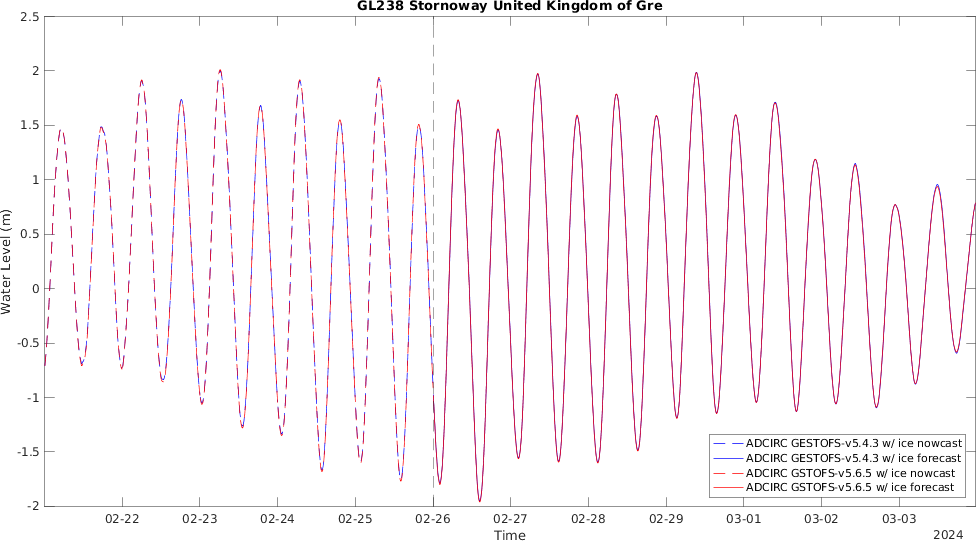 GL238 Stornoway United Kingdom of Gre
2.5
2
1.5
1
0.5
0
-0.5
-1
-1.5
-2
Water Level (m)
ADCIRC GESTOFS-v5.4.3 w/ ice nowcast
ADCIRC GESTOFS-v5.4.3 w/ ice forecast
ADCIRC GSTOFS-v5.6.5 w/ ice nowcast
ADCIRC GSTOFS-v5.6.5 w/ ice forecast
02-22 02-23 02-24 02-25 02-26 02-27 02-28 02-29 03-01 03-02 03-03
Time
2024